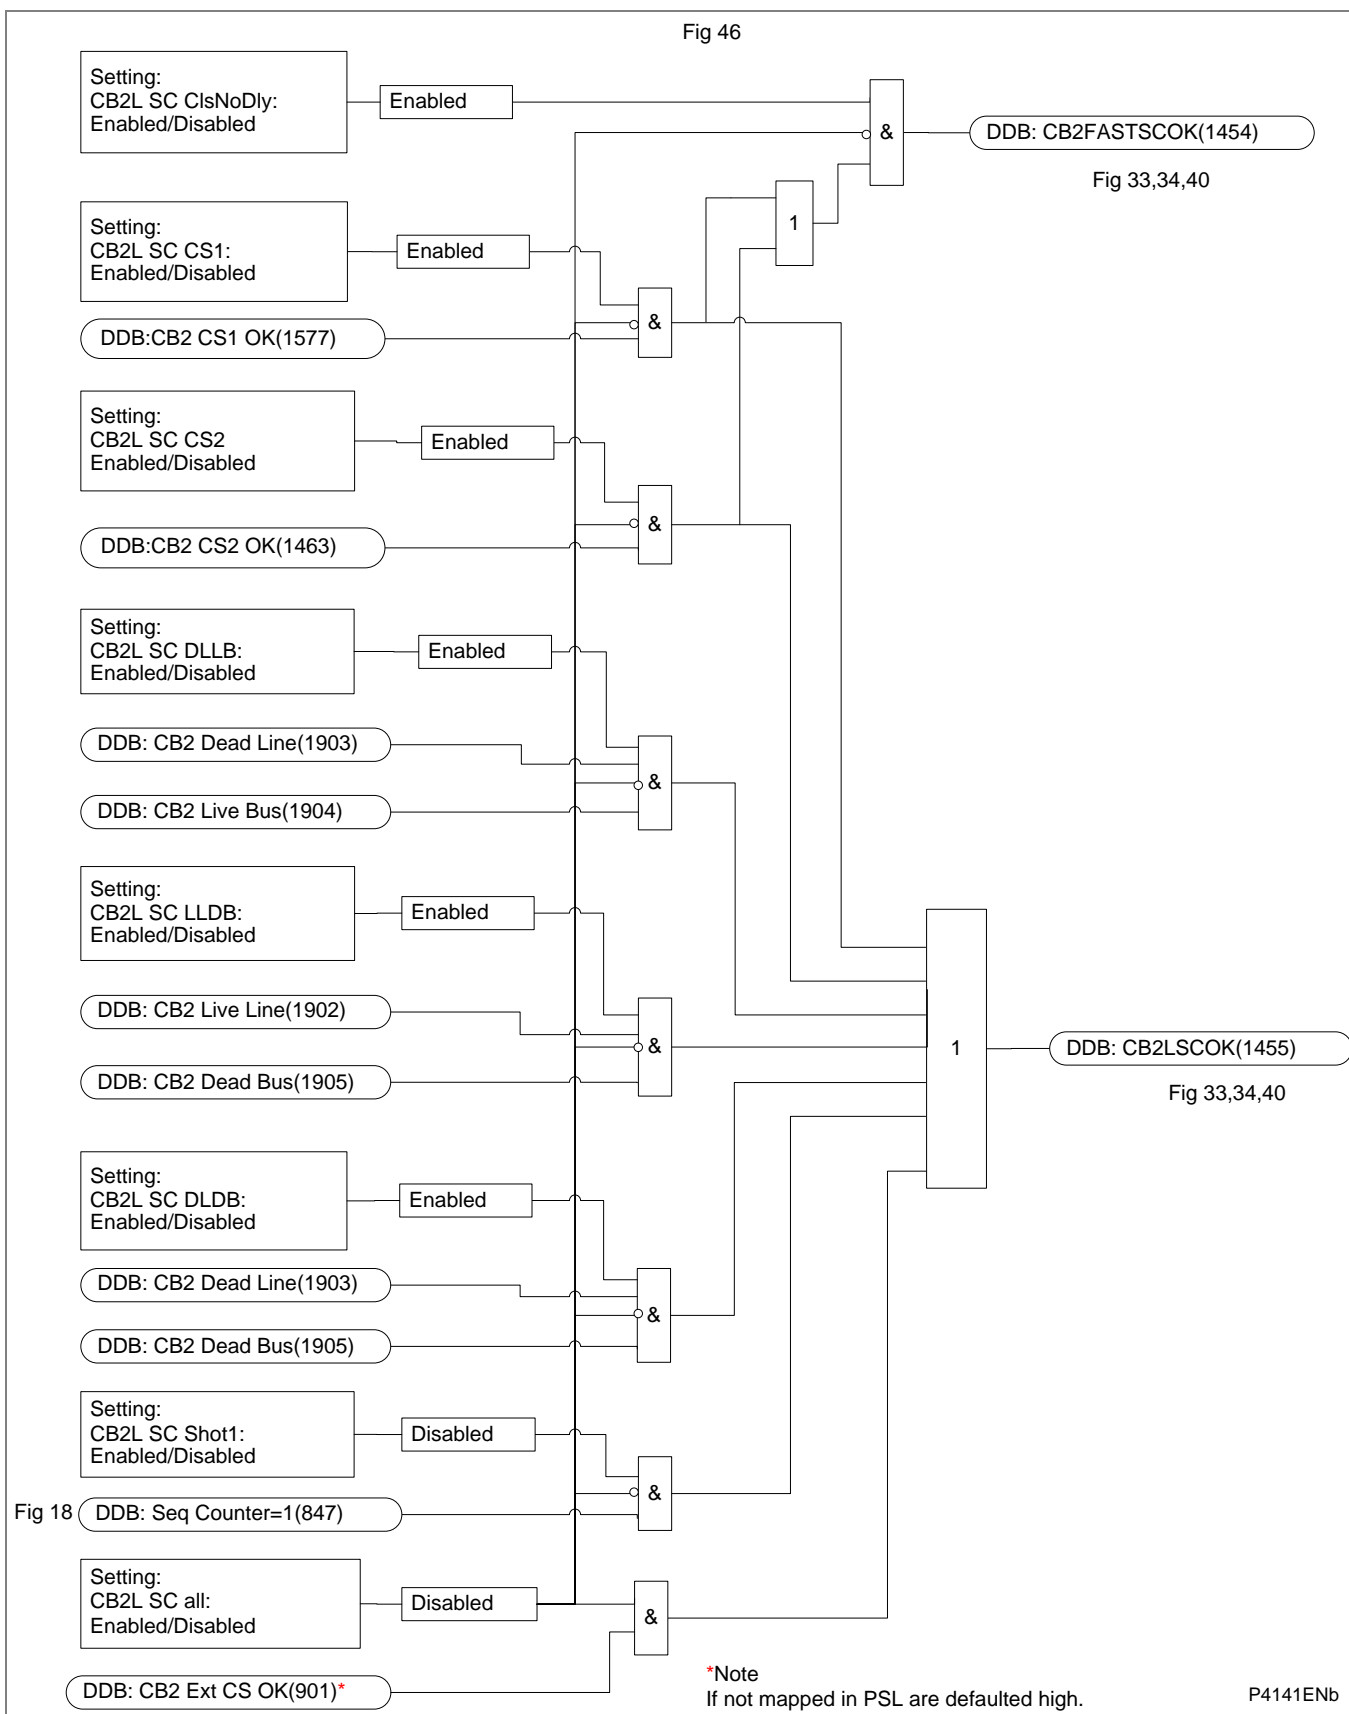 Fig 46
Setting:
CB2L SC ClsNoDly:
Enabled/Disabled
Enabled
&
DDB: CB2FASTSCOK(1454)
Fig 33,34,40
1
Setting:
CB2L SC CS1:
Enabled/Disabled
Enabled
&
DDB:CB2 CS1 OK(1577)
Setting:
CB2L SC CS2
Enabled/Disabled
Enabled
&
DDB:CB2 CS2 OK(1463)
Setting:
CB2L SC DLLB:
Enabled/Disabled
Enabled
DDB: CB2 Dead Line(1903)
&
DDB: CB2 Live Bus(1904)
Setting:
CB2L SC LLDB:
Enabled/Disabled
Enabled
DDB: CB2 Live Line(1902)
&
1
DDB: CB2LSCOK(1455)
Fig 33,34,40
DDB: CB2 Dead Bus(1905)
Setting:
CB2L SC DLDB:
Enabled/Disabled
Enabled
DDB: CB2 Dead Line(1903)
&
DDB: CB2 Dead Bus(1905)
Setting:
CB2L SC Shot1:
Enabled/Disabled
Disabled
&
Fig 18
DDB: Seq Counter=1(847)
Setting:
CB2L SC all:
Enabled/Disabled
Disabled
&
DDB: CB2 Ext CS OK(901)*
*Note
If not mapped in PSL are defaulted high.
P4141ENb